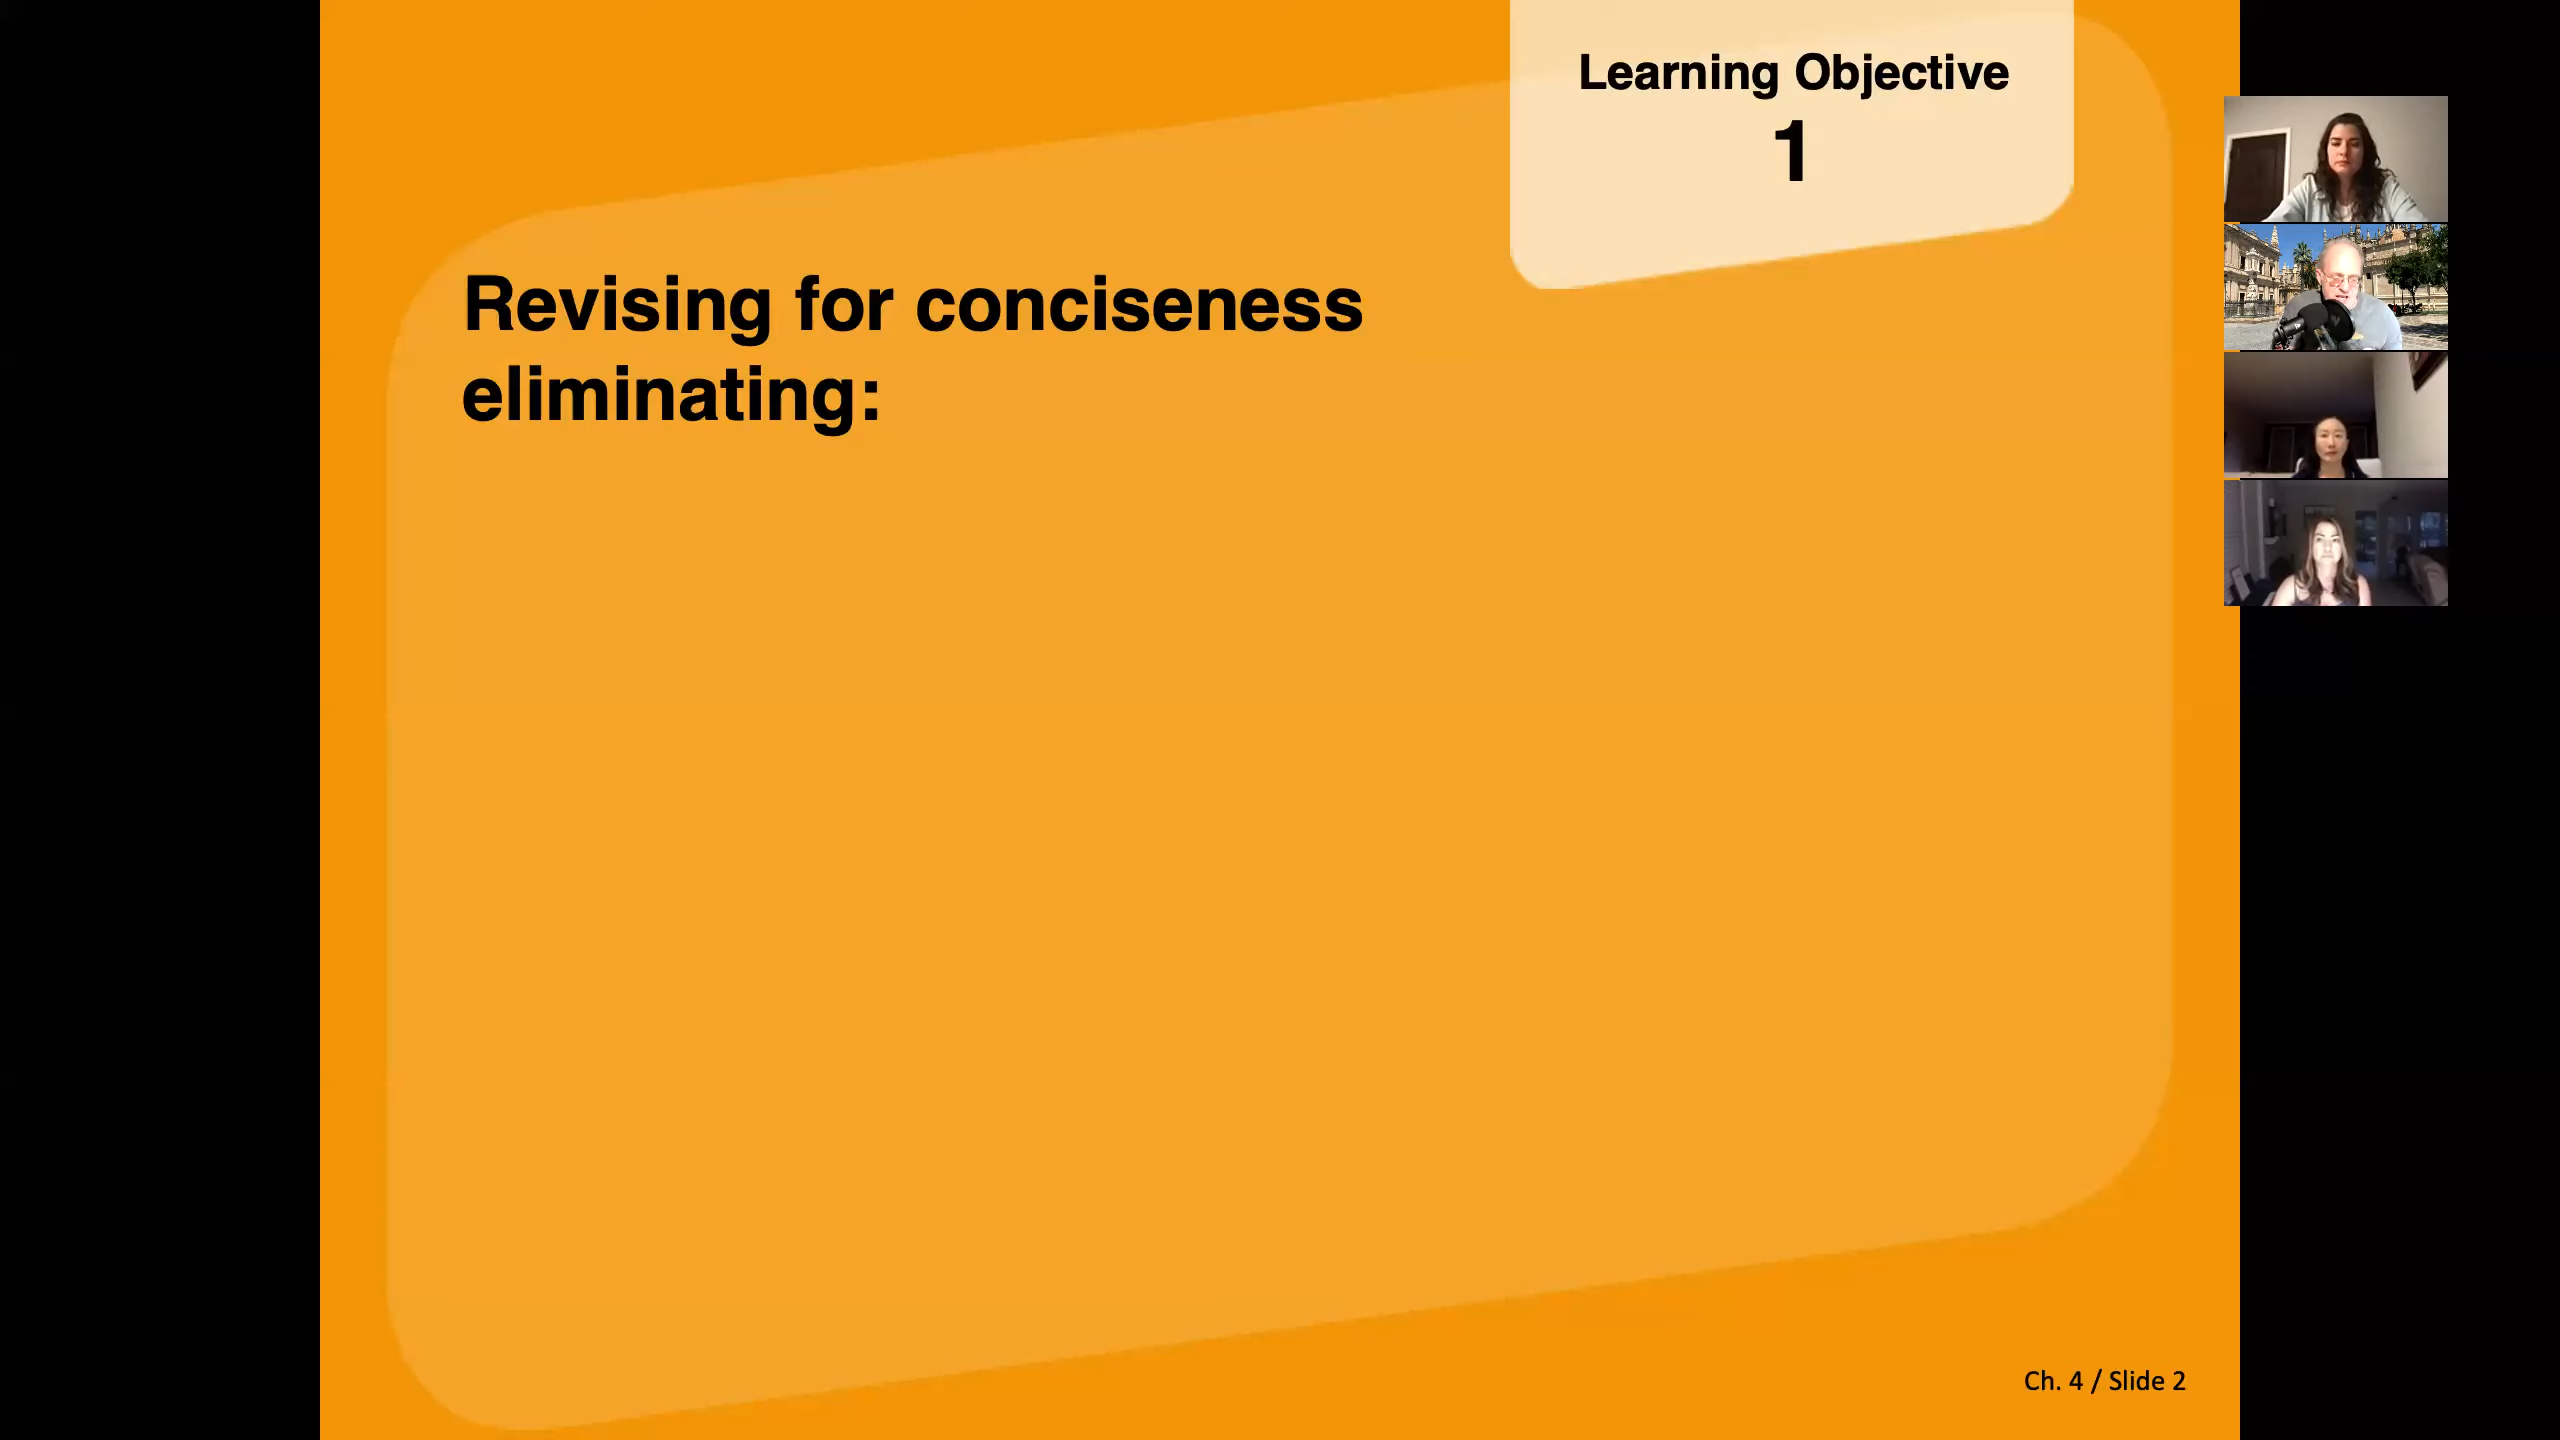 Learning Objective
1
Revising for conciseness
eliminating:
Ch. 4 / Slide 2